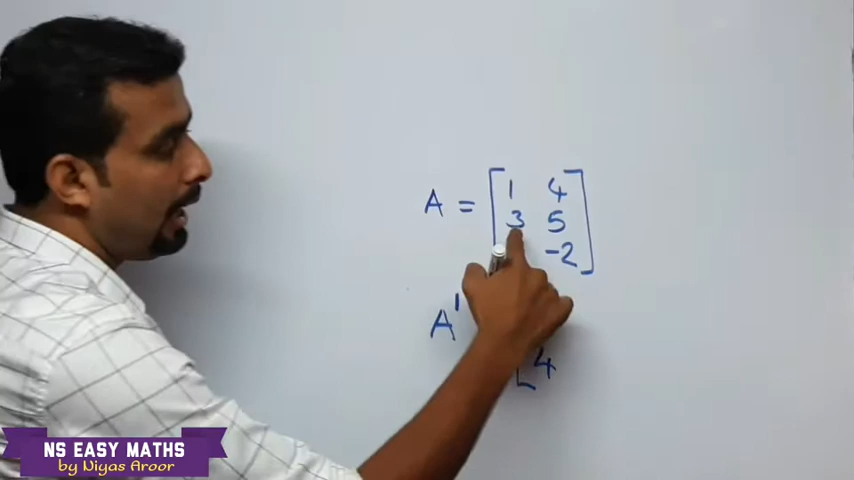 A = [ 1 4
3 5
-2 ]
A'
[ 4
NS EASY MATHS
by Niyas Aroor